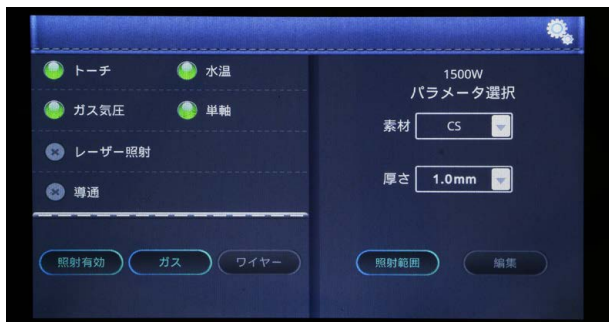 トーチ 水温
ガス気圧 単軸
レーザー照射
導通
照射有効 ガス ワイヤー
1500W
パラメータ選択
素材 CS
厚さ 1.0mm
照射範囲 編集